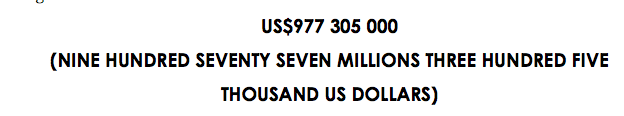 US$977 305 000
(NINE HUNDRED SEVENTY SEVEN MILLIONS THREE HUNDRED FIVE
THOUSAND US DOLLARS)